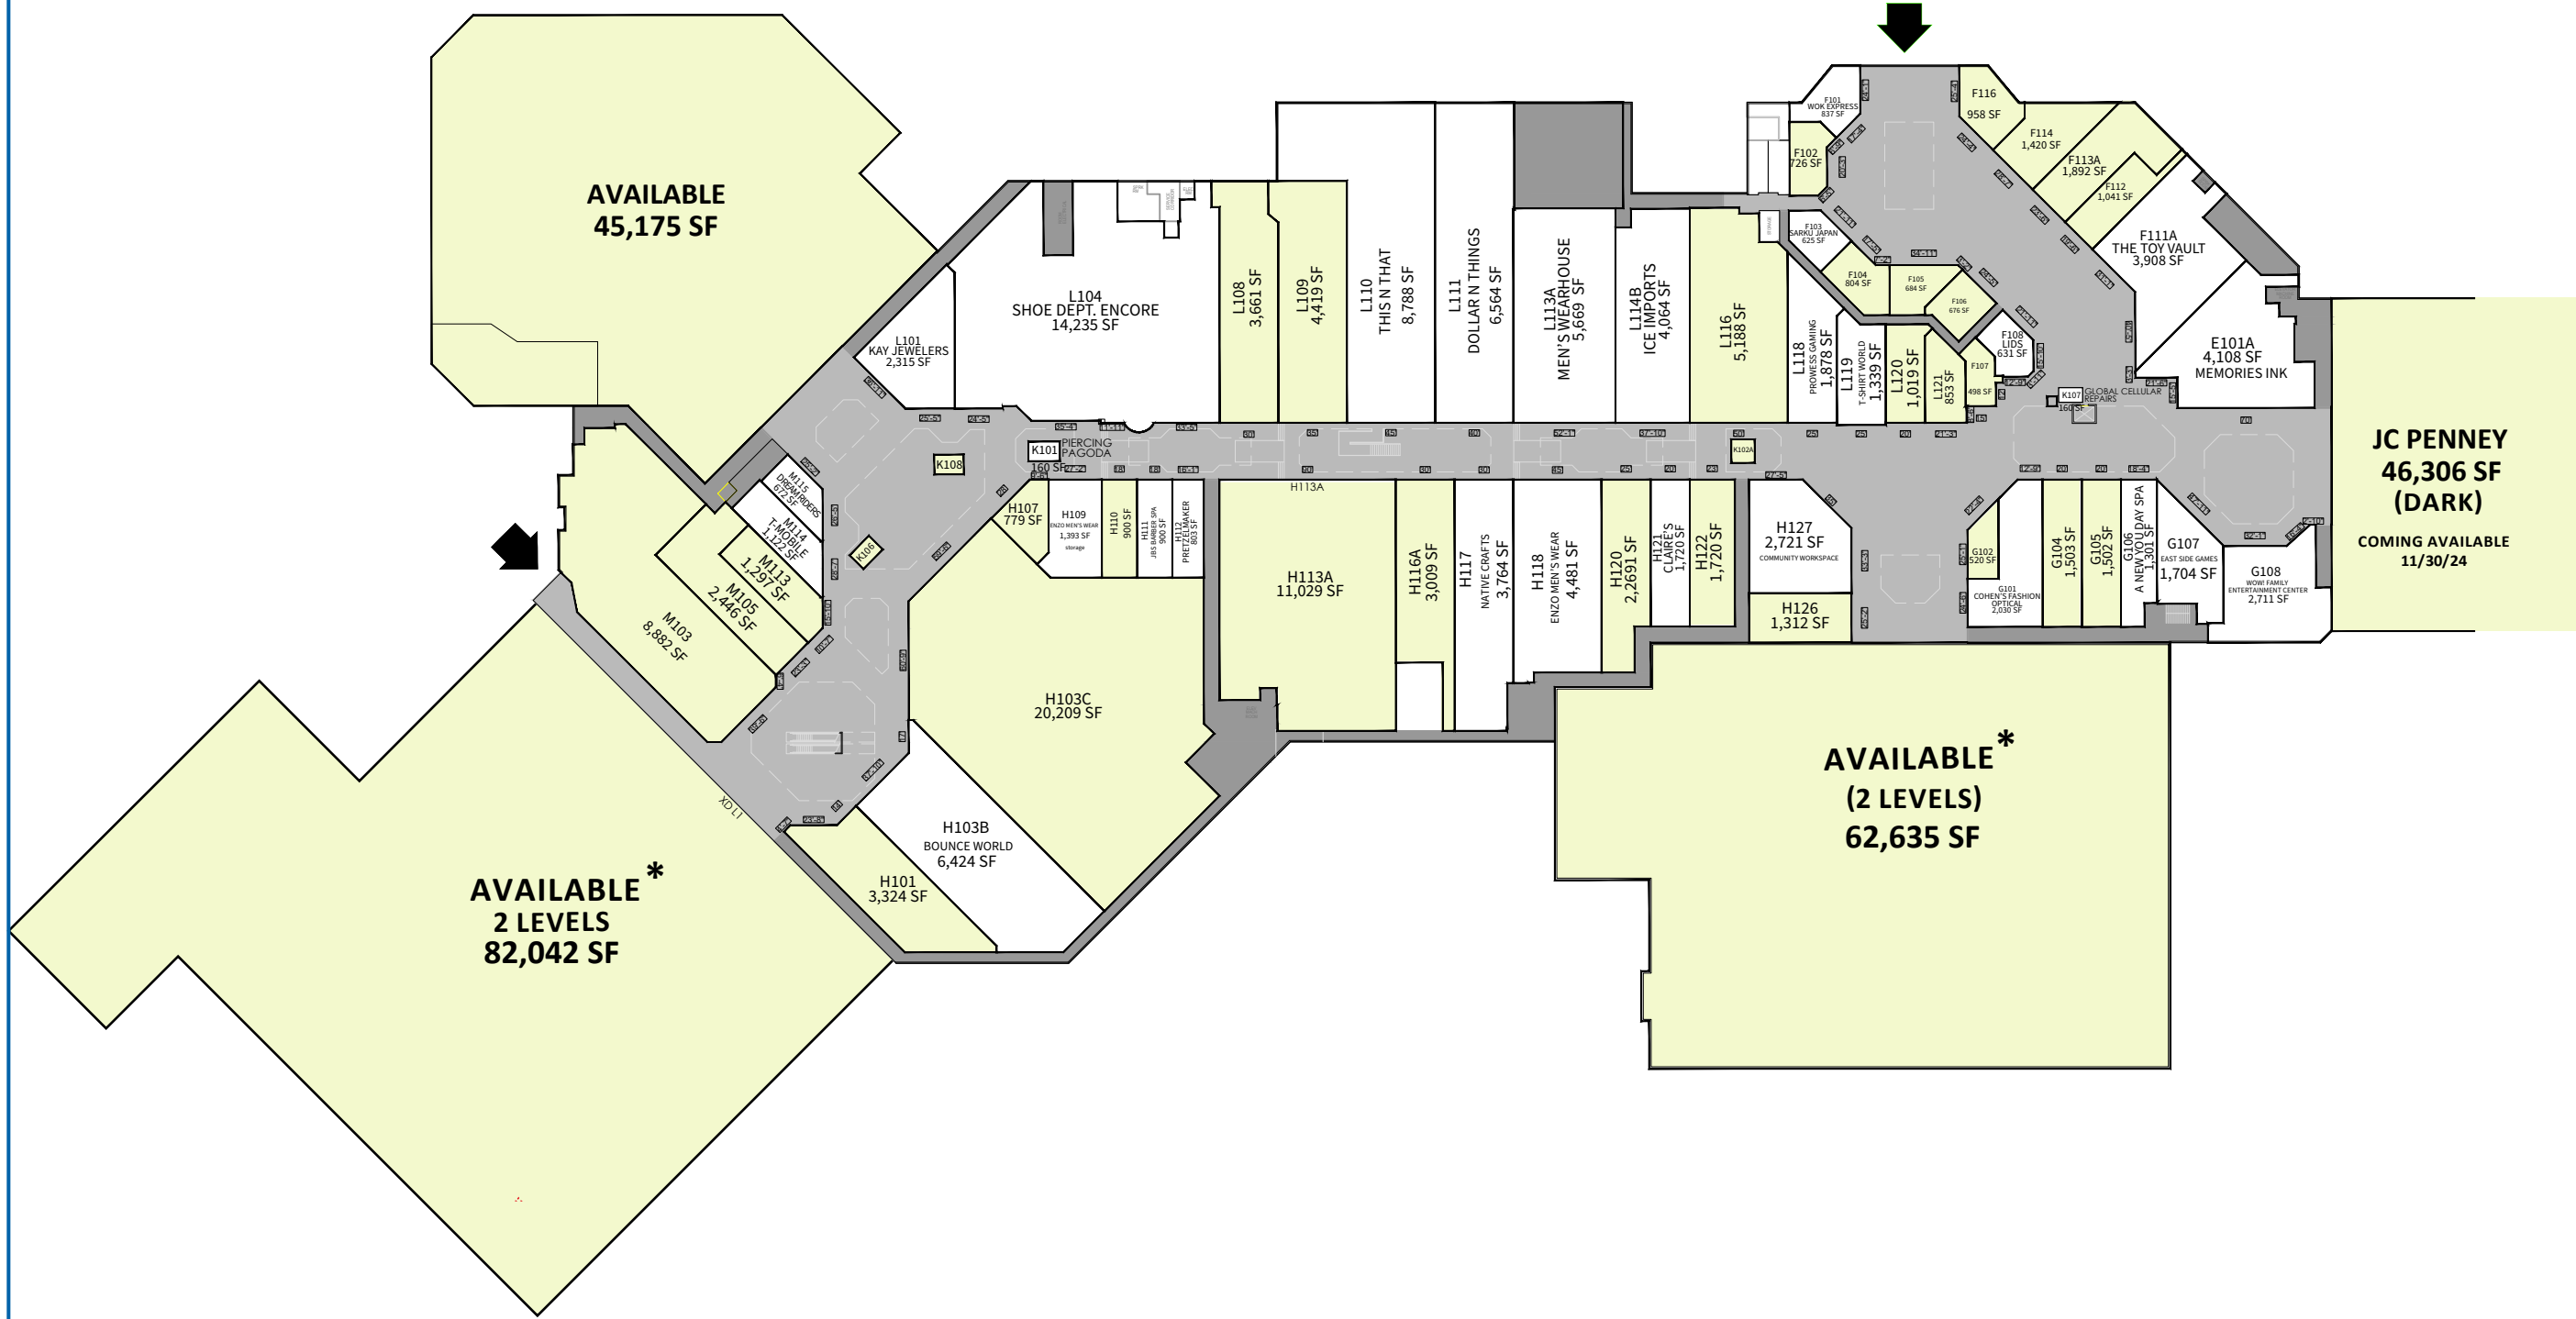 AVAILABLE
45,175 SF
L101
KAY JEWELERS
2,315 SF
L104
SHOE DEPT. ENCORE
14,235 SF
L108
3,661 SF
L109
4,419 SF
L110
THIS N THAT
8,788 SF
L111
DOLLAR N THINGS
6,564 SF
L113A
MEN'S WEARHOUSE
5,669 SF
L114B
ICE IMPORTS
4,064 SF
L116
5,188 SF
L118
PROWESS GAMING
1,878 SF
L119
T-SHIRT WORLD
1,339 SF
L120
1,019 SF
L121
853 SF
F101
WOK EXPRESS
837 SF
F102
726 SF
F103
SARKU JAPAN
625 SF
F104
804 SF
F105
684 SF
F106
676 SF
F107
498 SF
F108
LIDS
631 SF
F116
958 SF
F114
1,420 SF
F113A
1,892 SF
F112
1,041 SF
F111A
THE TOY VAULT
3,908 SF
E101A
4,108 SF
MEMORIES INK
K107
GLOBAL CELLULAR
REPAIRS
160 SF
JC PENNEY
46,306 SF
(DARK)
COMING AVAILABLE
11/30/24
K108
K101
PIERCING
PAGODA
160 SF
K102A
K106
M115
DREAM RIDERS
672 SF
M114
T-MOBILE
1,122 SF
M113
1,297 SF
M105
2,446 SF
M103
8,882 SF
H107
779 SF
H109
ENZO MEN'S WEAR
1,393 SF
storage
H110
900 SF
H111
JBS BARBER SPA
900 SF
H112
PRETZELMAKER
803 SF
H113A
H113A
11,029 SF
H116A
3,009 SF
H117
NATIVE CRAFTS
3,764 SF
H118
ENZO MEN'S WEAR
4,481 SF
H120
2,2691 SF
H121
CLAIRE'S
1,720 SF
H122
1,720 SF
H127
2,721 SF
COMMUNITY WORKSPACE
H126
1,312 SF
G102
520 SF
G101
COHEN'S FASHION
OPTICAL
2,030 SF
G104
1,503 SF
G105
1,502 SF
G106
A NEW YOU DAY SPA
1,301 SF
G107
EAST SIDE GAMES
1,704 SF
G108
WOW! FAMILY
ENTERTAINMENT CENTER
2,711 SF
H103C
20,209 SF
H103B
BOUNCE WORLD
6,424 SF
H101
3,324 SF
XD L1
AVAILABLE*
2 LEVELS
82,042 SF
AVAILABLE*
(2 LEVELS)
62,635 SF